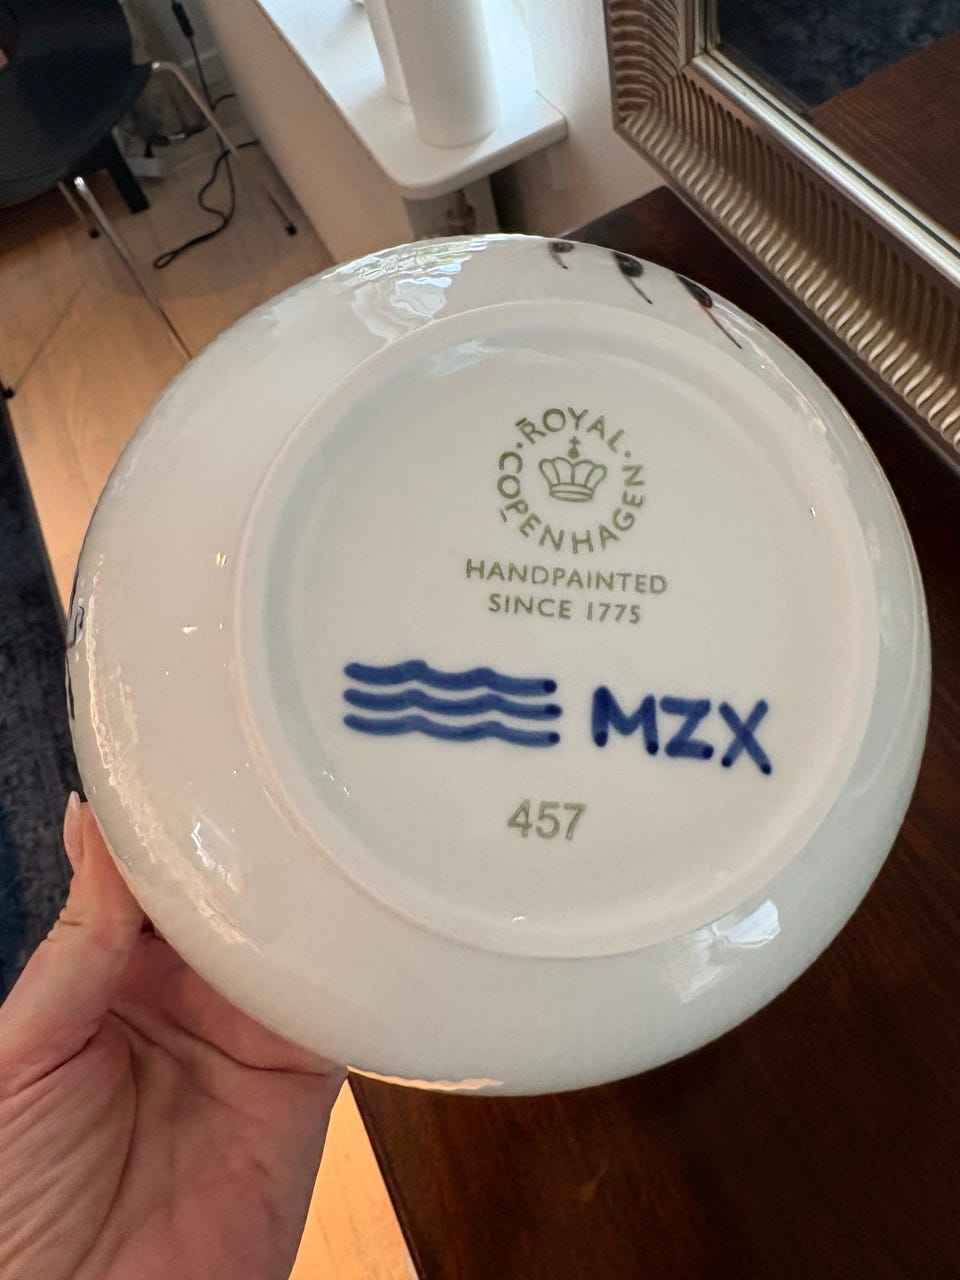 ROYAL
COPENHAGEN
HANDPAINTED
SINCE 1775
MZX
457